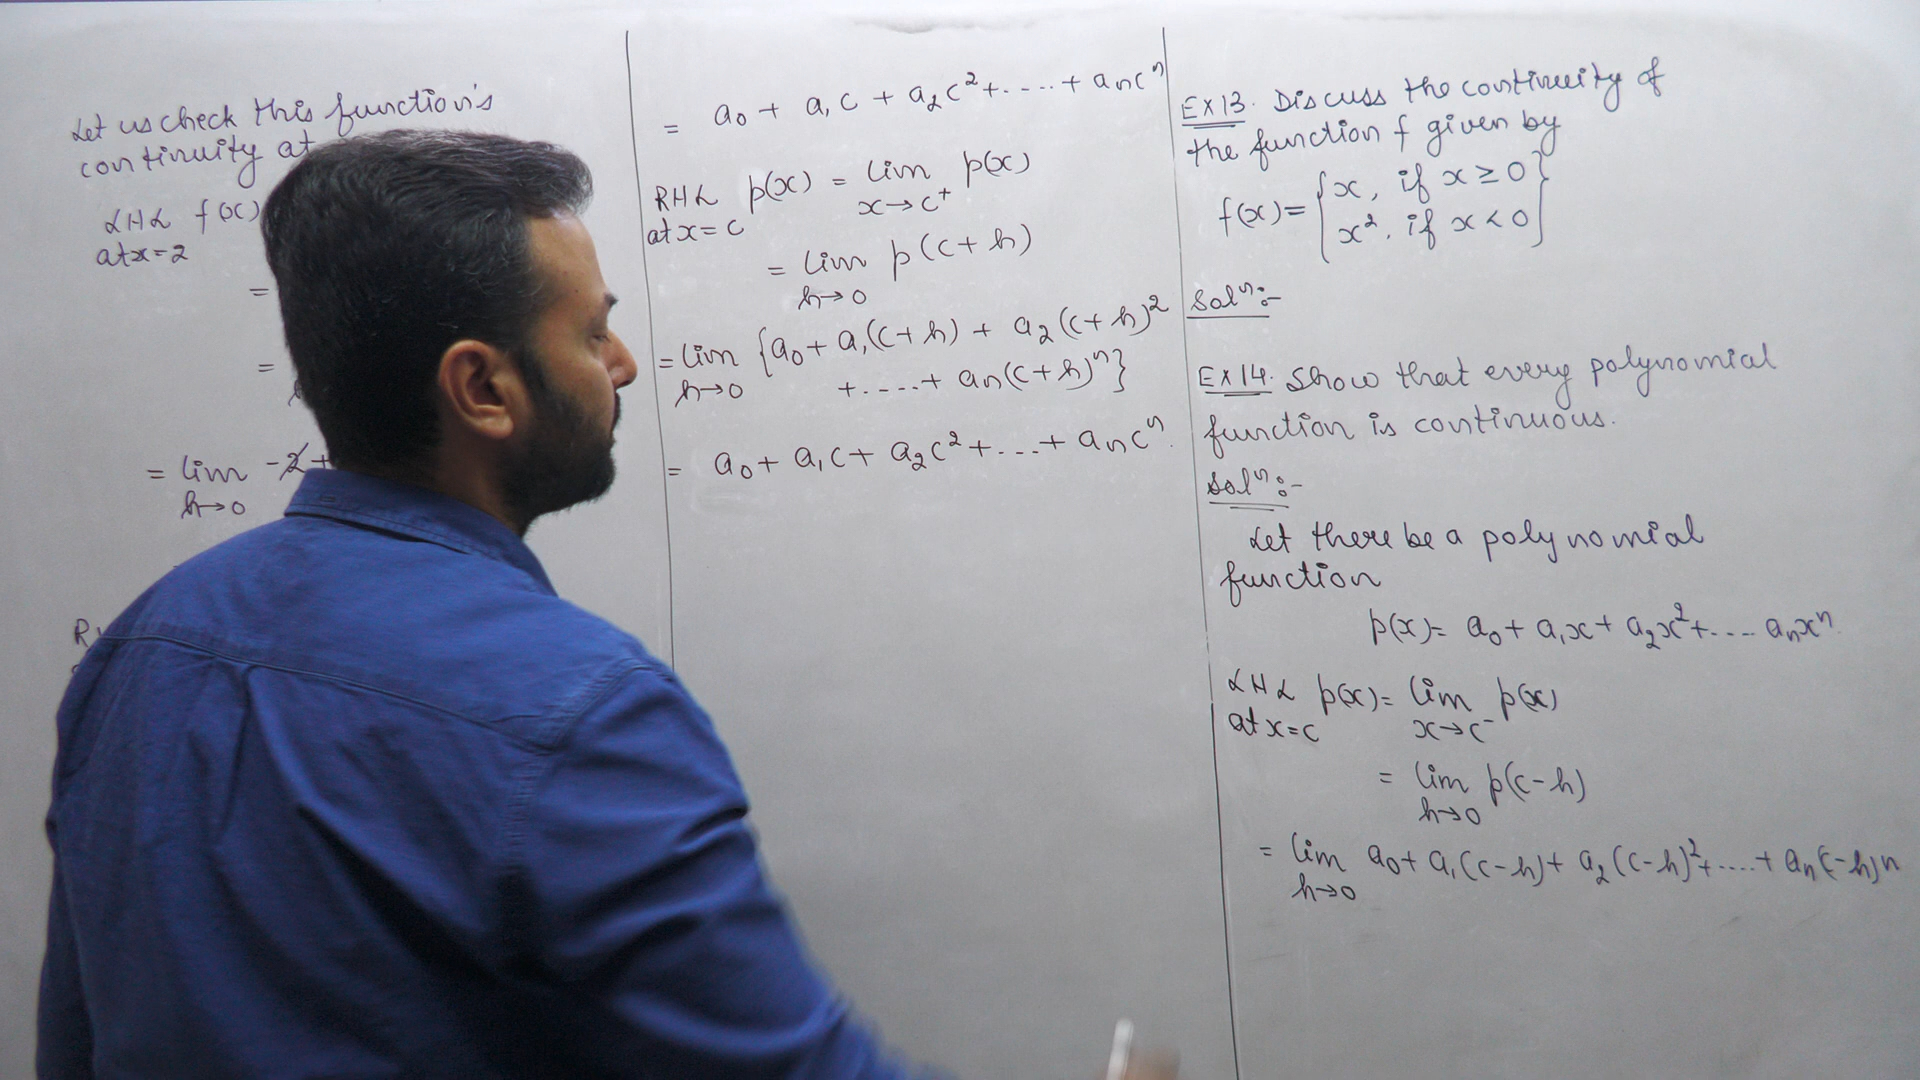 Let us check this function's
continuity at
LHL f(x)
at x=2
=
=
= lim -2+
h→0
= a₀ + a₁c + a₂c² + ..... + aₙcⁿ
RHL p(x) = lim p(x)
at x=c x→c⁺
= lim p(c+h)
h→0
= lim {a₀ + a₁(c+h) + a₂(c+h)²
h→0 + ..... + aₙ(c+h)ⁿ}
= a₀ + a₁c + a₂c² + .... + aₙcⁿ.
EX13. Discuss the continuity of
the function f given by
f(x) = {x, if x ≥ 0
x², if x < 0}
Solⁿ:-
EX14. Show that every polynomial
function is continuous.
Solⁿ:-
Let there be a polynomial
function
p(x) = a₀ + a₁x + a₂x² + .... aₙxⁿ
LHL p(x) = lim p(x)
at x=c x→c⁻
= lim p(c-h)
h→0
= lim a₀ + a₁(c-h) + a₂(c-h)² + ..... + aₙ(c-h)n
h→0